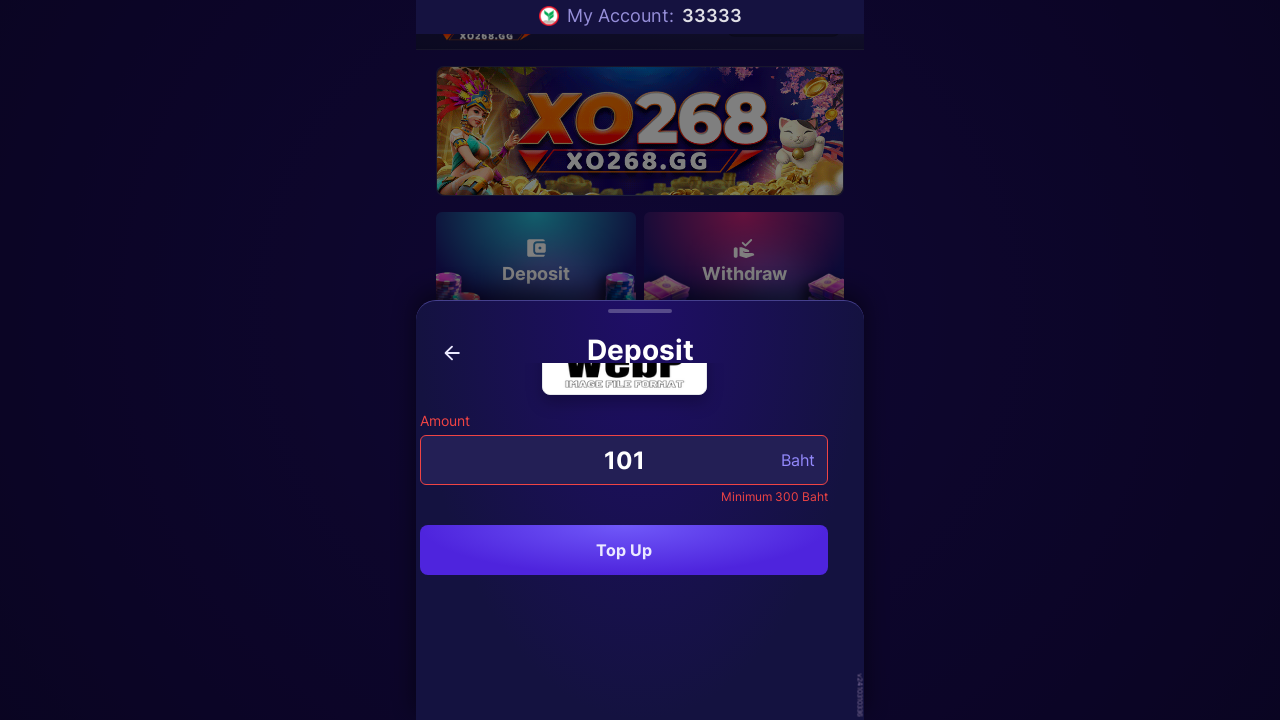 My Account: 33333
XO268.GG
XO268
XO268.GG
Deposit
Withdraw
Deposit
WebP
IMAGE FILE FORMAT
Amount
101
Baht
Minimum 300 Baht
Top Up